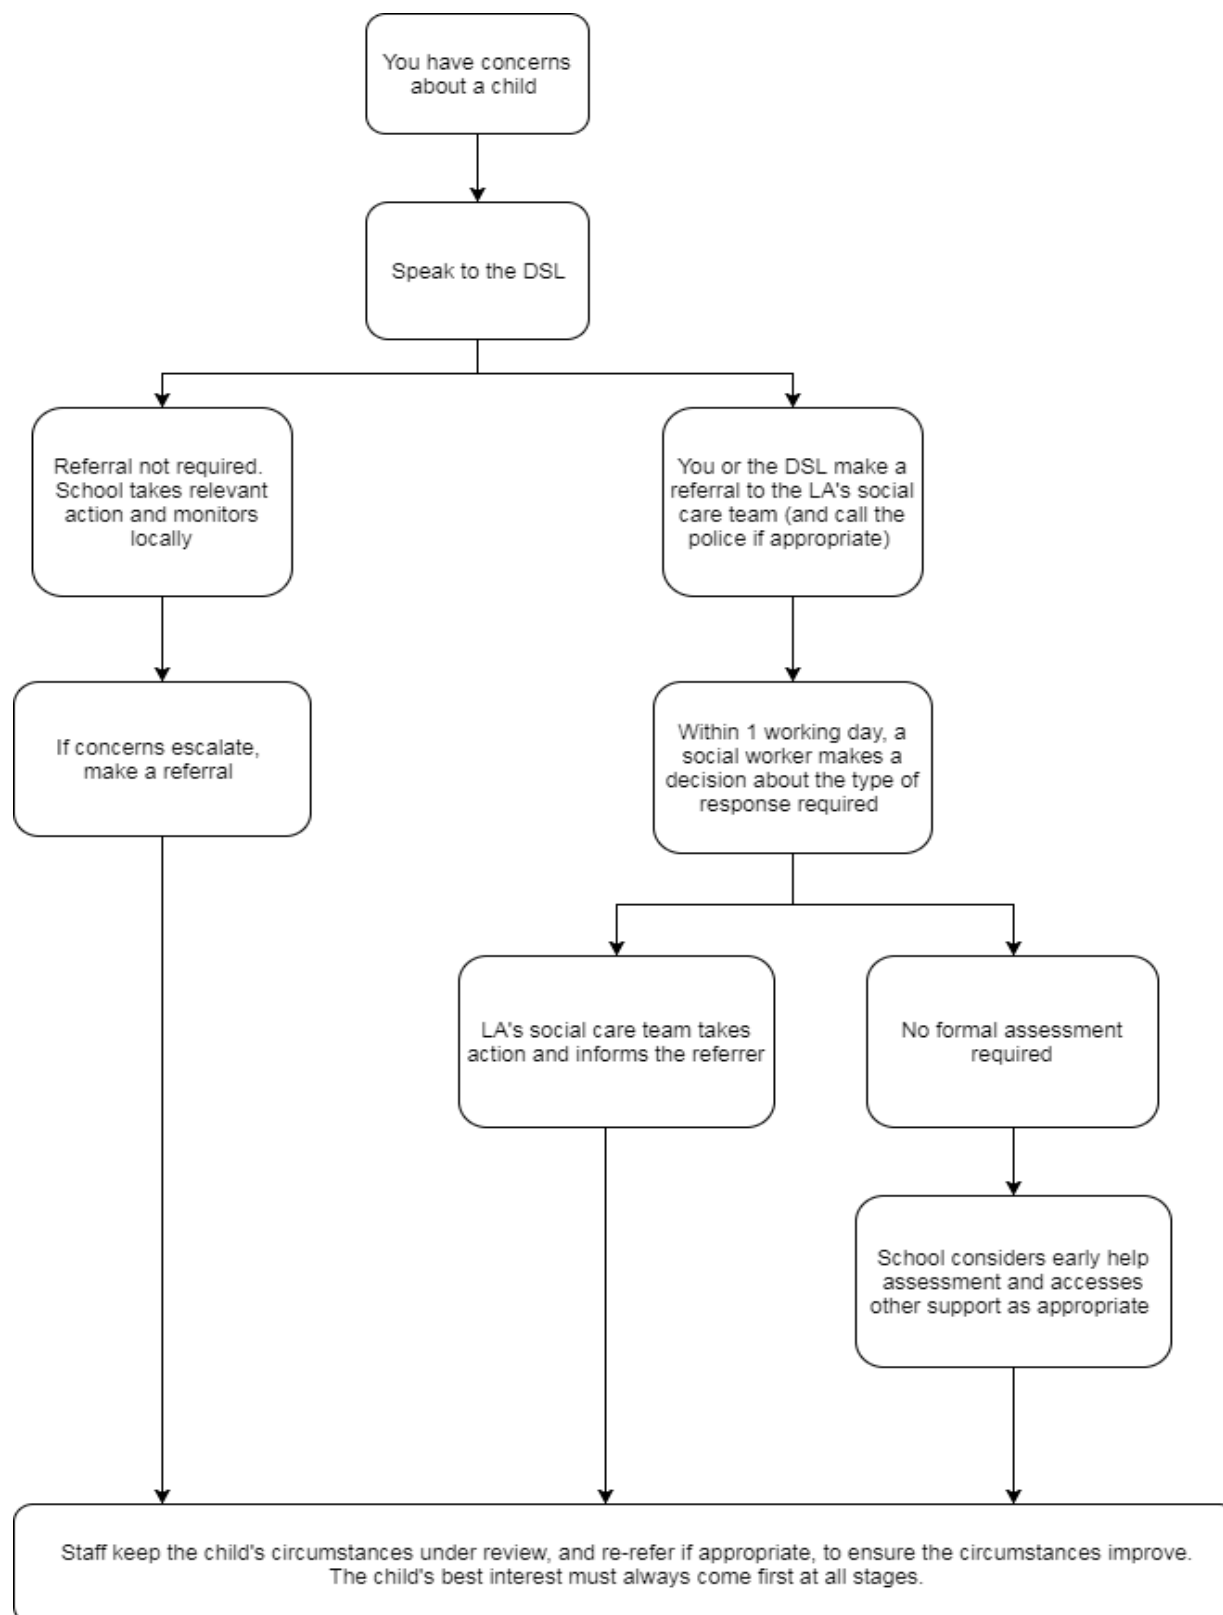 You have concerns
about a child
Speak to the DSL
Referral not required.
School takes relevant
action and monitors
locally
You or the DSL make a
referral to the LA's social
care team (and call the
police if appropriate)
If concerns escalate,
make a referral
Within 1 working day, a
social worker makes a
decision about the type of
response required
LA's social care team takes
action and informs the referrer
No formal assessment
required
School considers early help
assessment and accesses
other support as appropriate
Staff keep the child's circumstances under review, and re-refer if appropriate, to ensure the circumstances improve.
The child's best interest must always come first at all stages.